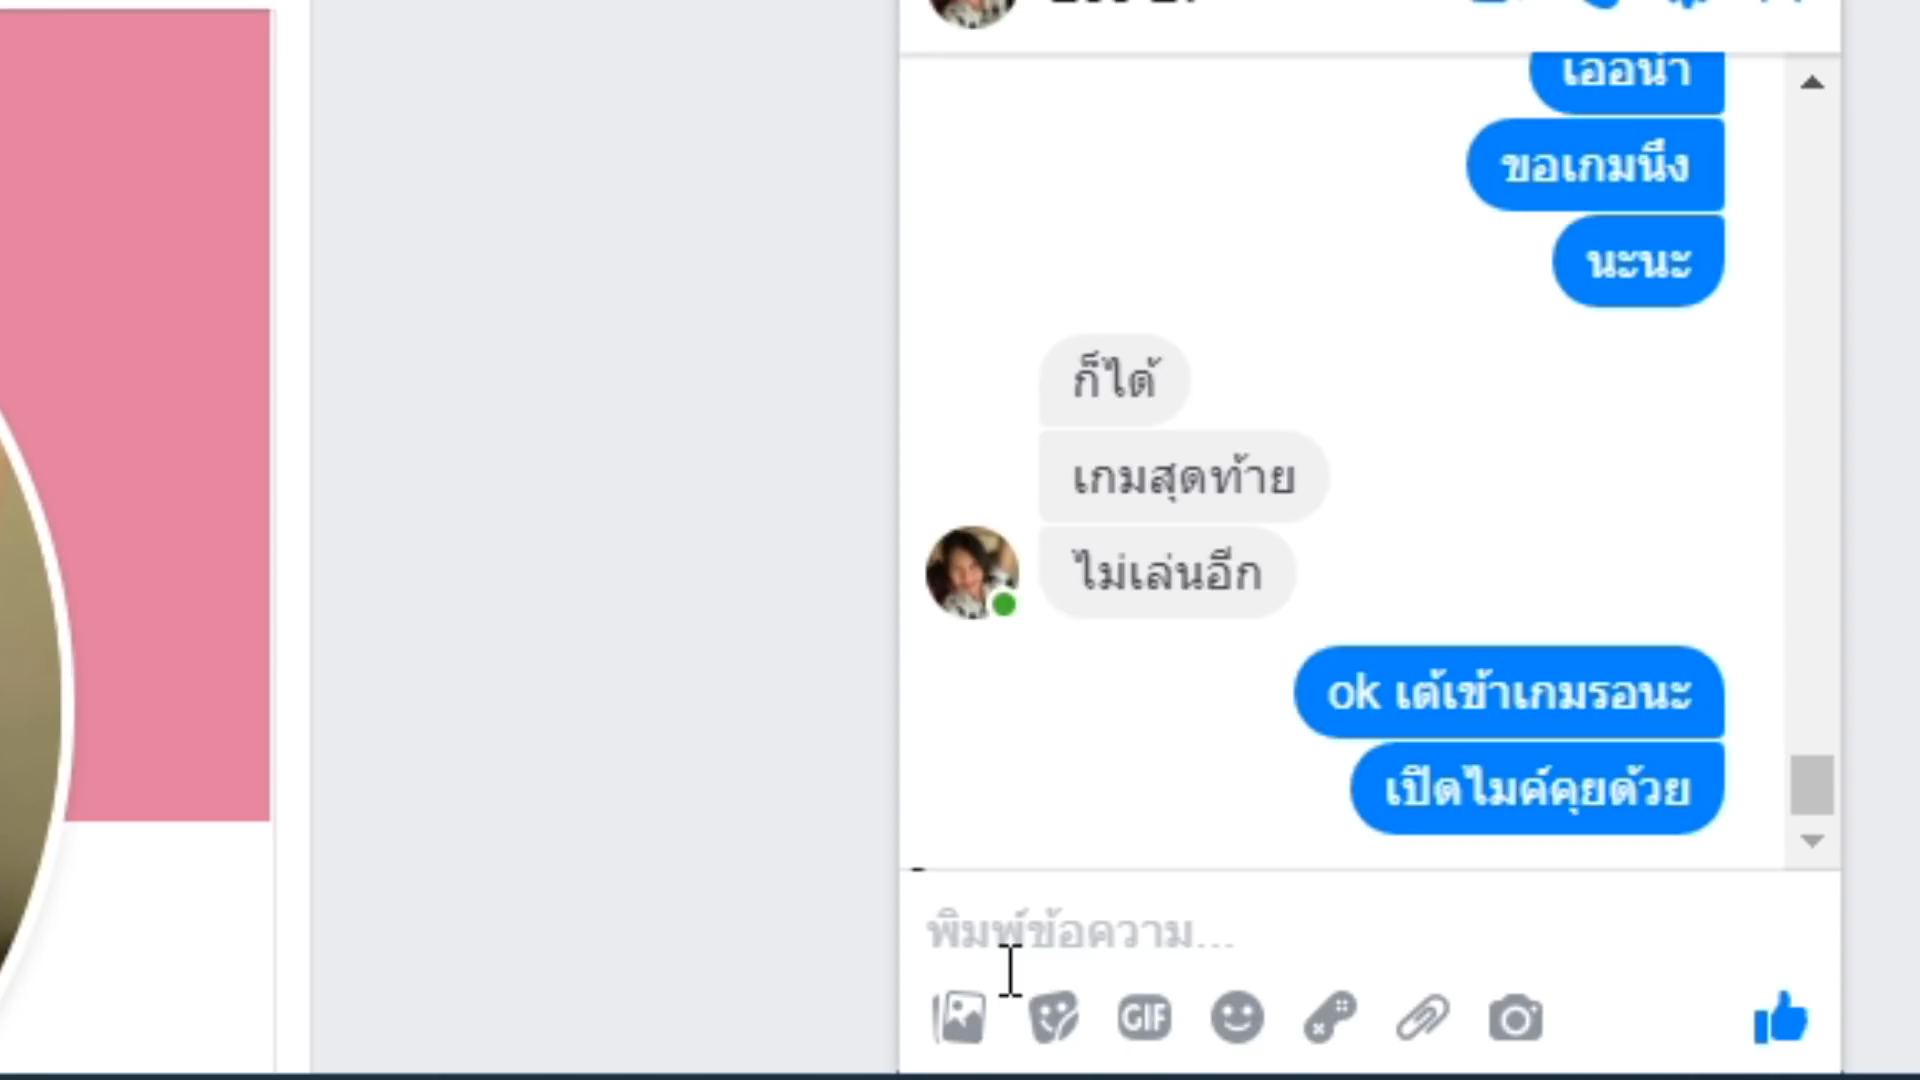 เออน่า
ขอเกมนึง
นะนะ
ก็ได้
เกมสุดท้าย
ไม่เล่นอีก
ok เต้เข้าเกมรอนะ
เปิดไมค์คุยด้วย
พิมพ์ข้อความ...
GIF